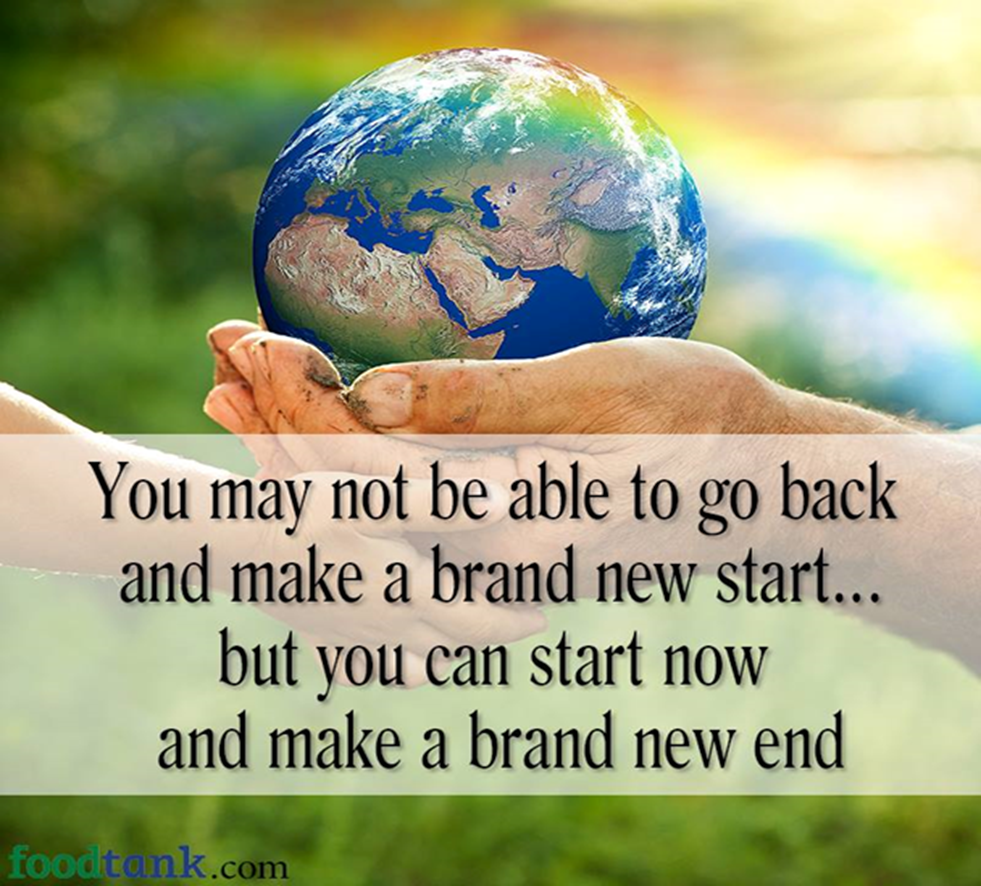 You may not be able to go back
and make a brand new start...
but you can start now
and make a brand new end
foodtank.com